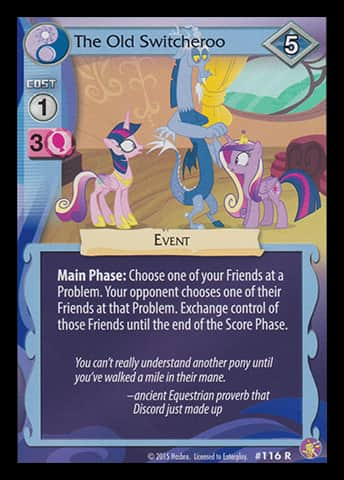 The Old Switcheroo
5
COST
1
3
EVENT
Main Phase: Choose one of your Friends at a
Problem. Your opponent chooses one of their
Friends at that Problem. Exchange control of
those Friends until the end of the Score Phase.
You can't really understand another pony until
you've walked a mile in their mane.
–ancient Equestrian proverb that
Discord just made up
© 2015 Hasbro. Licensed to Enterplay. #116 R